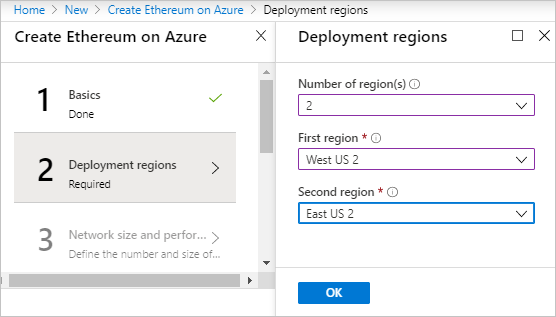 Home > New > Create Ethereum on Azure > Deployment regions
Create Ethereum on Azure
1
Basics
Done
2
Deployment regions
Required
3
Network size and perfor...
Define the number and size of...
Deployment regions
Number of region(s)
2
First region *
West US 2
Second region *
East US 2
OK